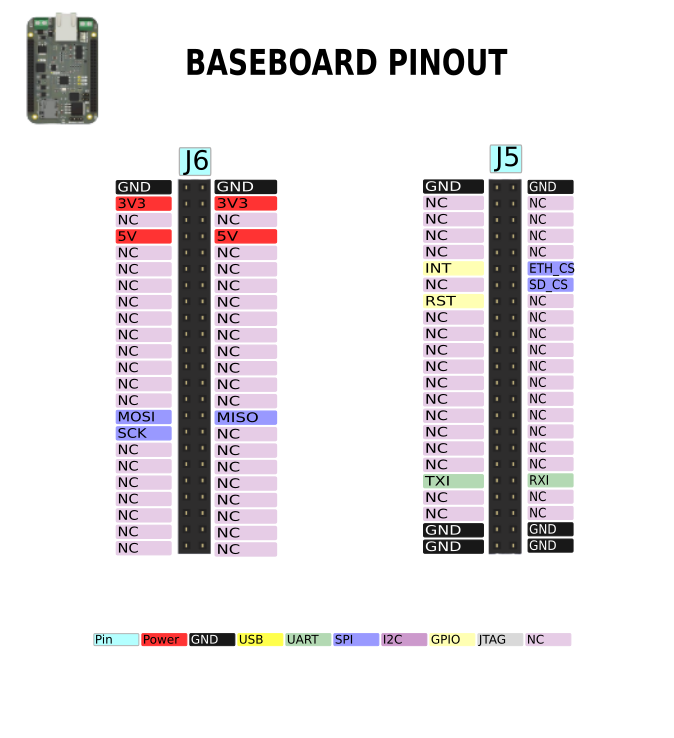 BASEBOARD PINOUT
J6 J5
GND GND GND GND
3V3 3V3 NC NC
NC NC NC NC
5V 5V NC NC
NC NC NC NC
NC NC INT ETH_CS
NC NC NC SD_CS
NC NC RST NC
NC NC NC NC
NC NC NC NC
NC NC NC NC
NC NC NC NC
NC NC NC NC
NC NC NC NC
MOSI MISO NC NC
SCK NC NC NC
NC NC NC NC
NC NC NC NC
NC NC TXI RXI
NC NC NC NC
NC NC NC NC
NC NC GND GND
NC NC GND GND
Pin Power GND USB UART SPI I2C GPIO JTAG NC